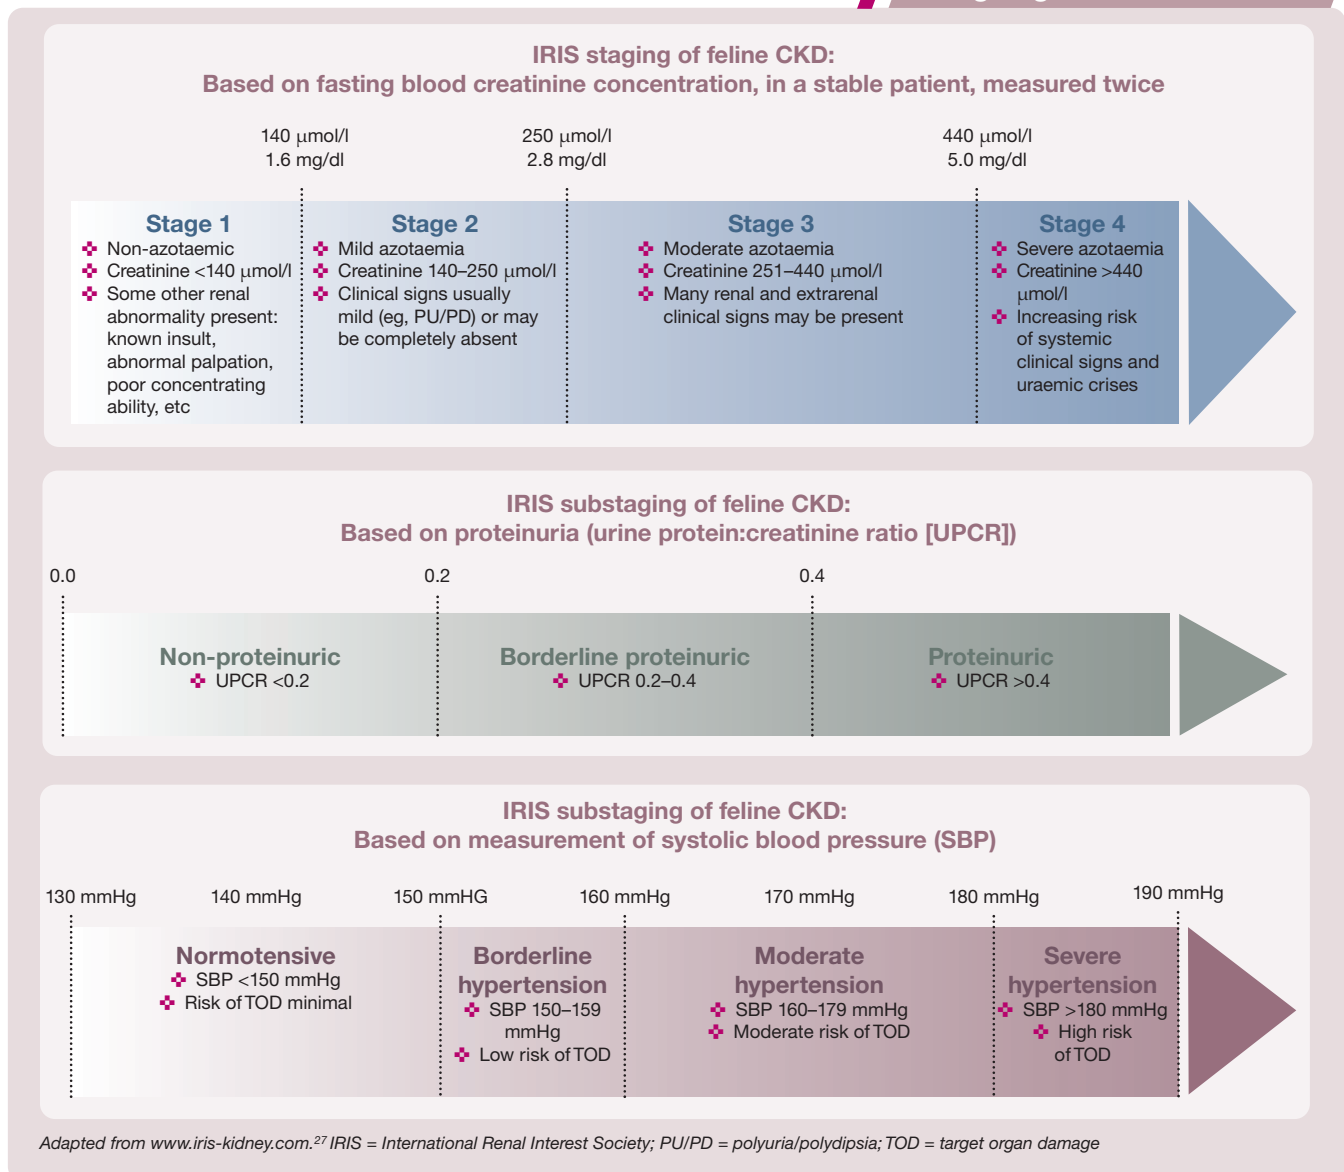 IRIS staging of feline CKD:
Based on fasting blood creatinine concentration, in a stable patient, measured twice
140 µmol/l
1.6 mg/dl
250 µmol/l
2.8 mg/dl
440 µmol/l
5.0 mg/dl
Stage 1
Non-azotaemic
Creatinine <140 µmol/l
Some other renal
abnormality present:
known insult,
abnormal palpation,
poor concentrating
ability, etc
Stage 2
Mild azotaemia
Creatinine 140–250 µmol/l
Clinical signs usually
mild (eg, PU/PD) or may
be completely absent
Stage 3
Moderate azotaemia
Creatinine 251–440 µmol/l
Many renal and extrarenal
clinical signs may be present
Stage 4
Severe azotaemia
Creatinine >440
µmol/l
Increasing risk
of systemic
clinical signs and
uraemic crises
IRIS substaging of feline CKD:
Based on proteinuria (urine protein:creatinine ratio [UPCR])
0.0
0.2
0.4
Non-proteinuric
UPCR <0.2
Borderline proteinuric
UPCR 0.2–0.4
Proteinuric
UPCR >0.4
IRIS substaging of feline CKD:
Based on measurement of systolic blood pressure (SBP)
130 mmHg
140 mmHg
150 mmHG
160 mmHg
170 mmHg
180 mmHg
190 mmHg
Normotensive
SBP <150 mmHg
Risk of TOD minimal
Borderline
hypertension
SBP 150–159
mmHg
Low risk of TOD
Moderate
hypertension
SBP 160–179 mmHg
Moderate risk of TOD
Severe
hypertension
SBP >180 mmHg
High risk
of TOD
Adapted from www.iris-kidney.com.²⁷ IRIS = International Renal Interest Society; PU/PD = polyuria/polydipsia; TOD = target organ damage